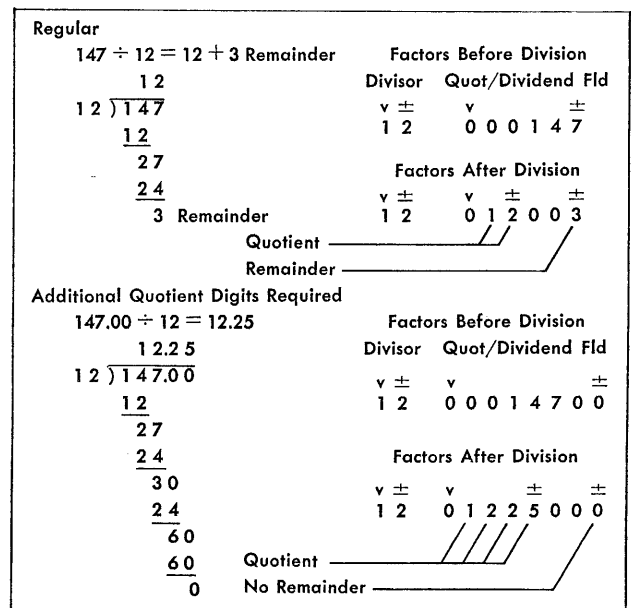 Regular
147 ÷ 12 = 12 + 3 Remainder
12
12 ) 147
12
27
24
3 Remainder
Factors Before Division
Divisor Quot/Dividend Fld
v ± v ±
1 2 0 0 0 1 4 7
Factors After Division
v ± v ± ±
1 2 0 1 2 0 0 3
Quotient
Remainder
Additional Quotient Digits Required
147.00 ÷ 12 = 12.25
12.25
12 ) 147.00
12
27
24
30
24
60
60
0
Factors Before Division
Divisor Quot/Dividend Fld
v ± v ±
1 2 0 0 0 1 4 7 0 0
Factors After Division
v ± v ± ±
1 2 0 1 2 2 5 0 0 0
Quotient
No Remainder